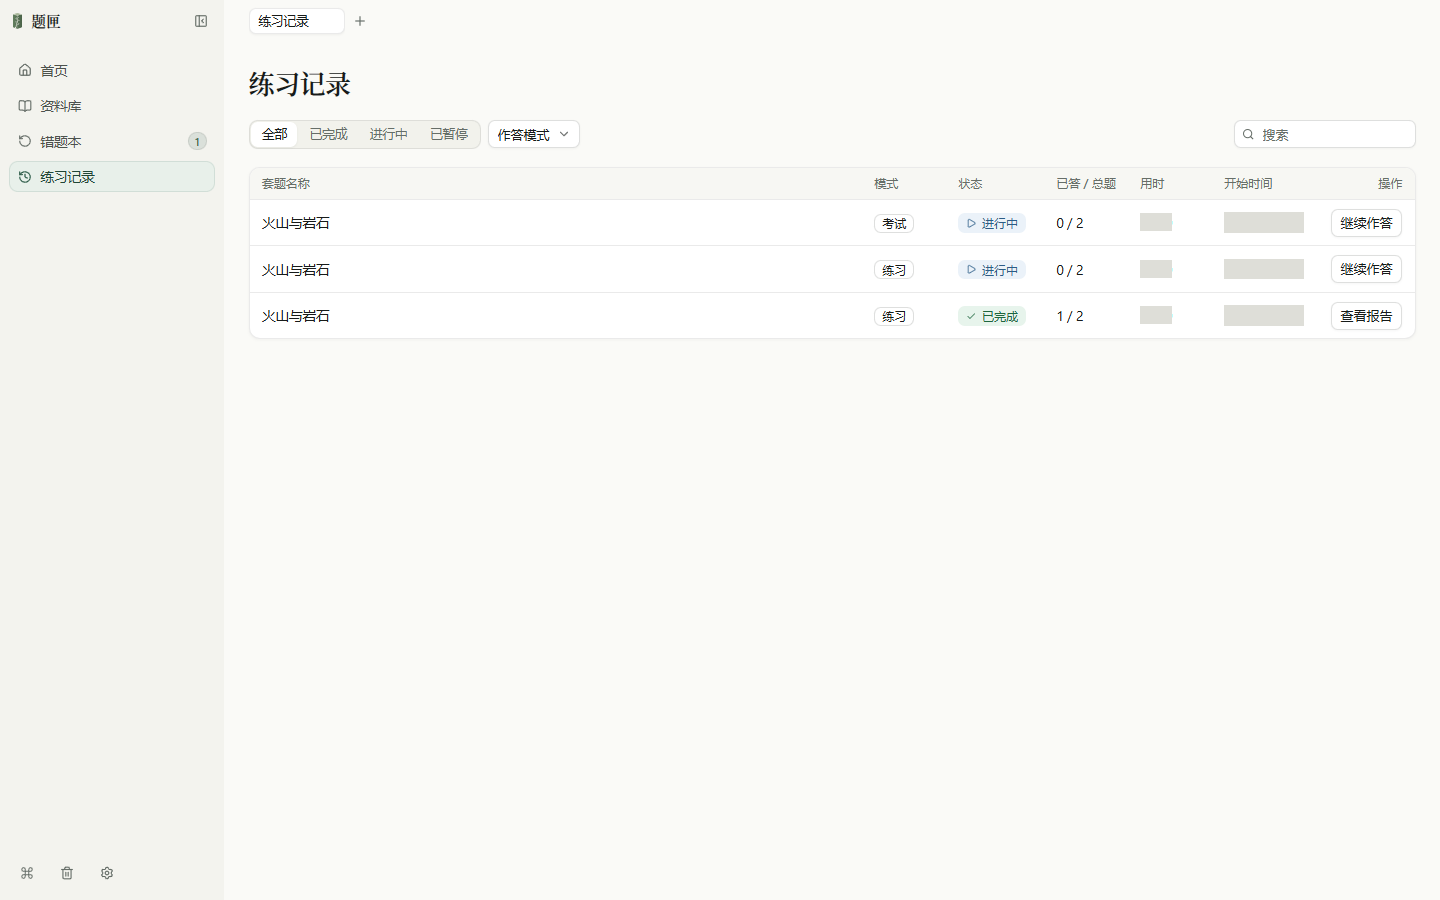 题匣
首页
资料库
错题本 1
练习记录
练习记录
练习记录
全部 已完成 进行中 已暂停 作答模式 搜索
套题名称 模式 状态 已答 / 总题 用时 开始时间 操作
火山与岩石 考试 进行中 0 / 2 继续作答
火山与岩石 练习 进行中 0 / 2 继续作答
火山与岩石 练习 已完成 1 / 2 查看报告